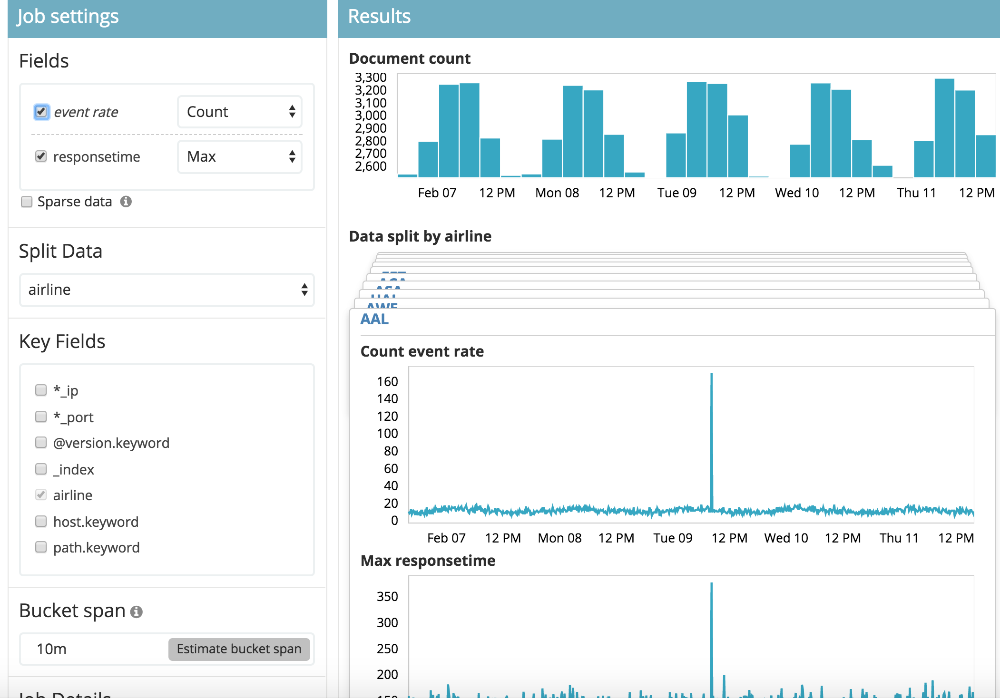 Job settings
Fields
event rate
Count
responsetime
Max
Sparse data
Split Data
airline
Key Fields
*_ip
*_port
@version.keyword
_index
airline
host.keyword
path.keyword
Bucket span
10m
Estimate bucket span
Job Details
Results
Document count
3,300
3,200
3,100
3,000
2,900
2,800
2,700
2,600
Feb 07 12 PM Mon 08 12 PM Tue 09 12 PM Wed 10 12 PM Thu 11 12 PM
Data split by airline
ASA
HAL
AWE
AAL
Count event rate
160
140
120
100
80
60
40
20
0
Feb 07 12 PM Mon 08 12 PM Tue 09 12 PM Wed 10 12 PM Thu 11 12 PM
Max responsetime
350
300
250
200
150